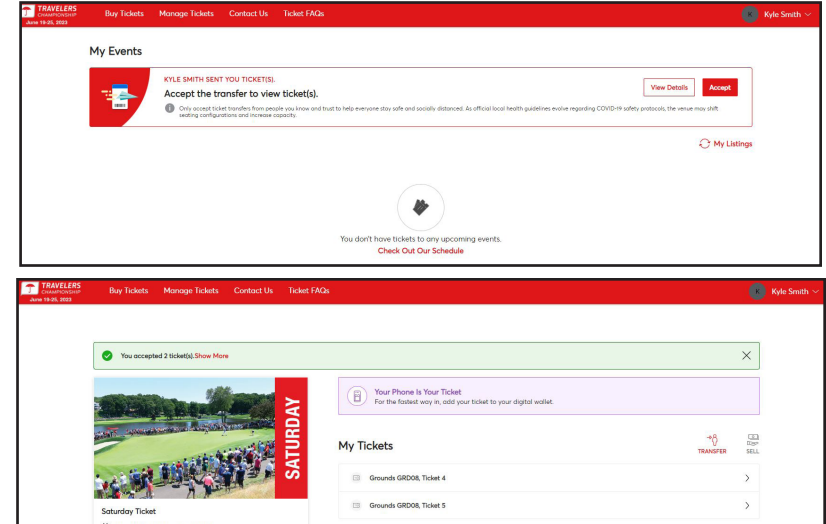 TRAVELERS
CHAMPIONSHIP
June 19-25, 2023
Buy Tickets Manage Tickets Contact Us Ticket FAQs
K Kyle Smith
My Events
KYLE SMITH SENT YOU TICKET(S).
Accept the transfer to view ticket(s).
Only accept ticket transfers from people you know and trust to help everyone stay safe and socially distanced. As official local health guidelines evolve regarding COVID-19 safety protocols, the venue may shift
seating configurations and increase capacity.
View Details Accept
My Listings
You don't have tickets to any upcoming events.
Check Out Our Schedule
TRAVELERS
CHAMPIONSHIP
June 19-25, 2023
Buy Tickets Manage Tickets Contact Us Ticket FAQs
K Kyle Smith
You accepted 2 ticket(s).Show More
SATURDAY
Your Phone Is Your Ticket
For the fastest way in, add your ticket to your digital wallet.
My Tickets
TRANSFER SELL
Grounds GRD08, Ticket 4
Grounds GRD08, Ticket 5
Saturday Ticket